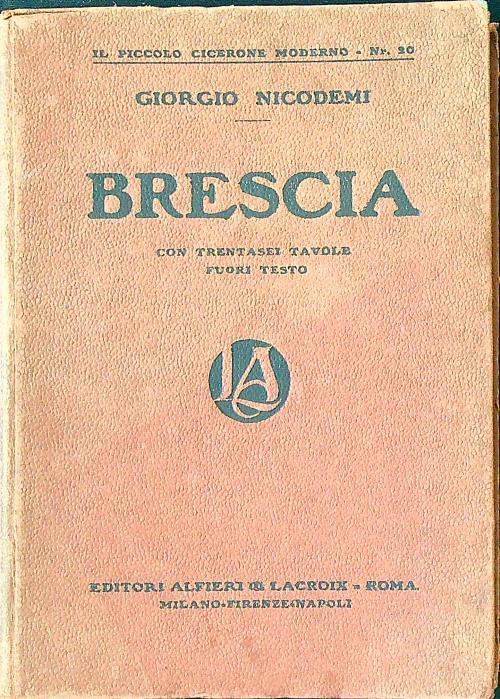 IL PICCOLO CICERONE MODERNO - Nr. 20
GIORGIO NICODEMI
BRESCIA
CON TRENTASEI TAVOLE
FUORI TESTO
LA
EDITORI ALFIERI & LACROIX - ROMA.
MILANO-FIRENZE-NAPOLI